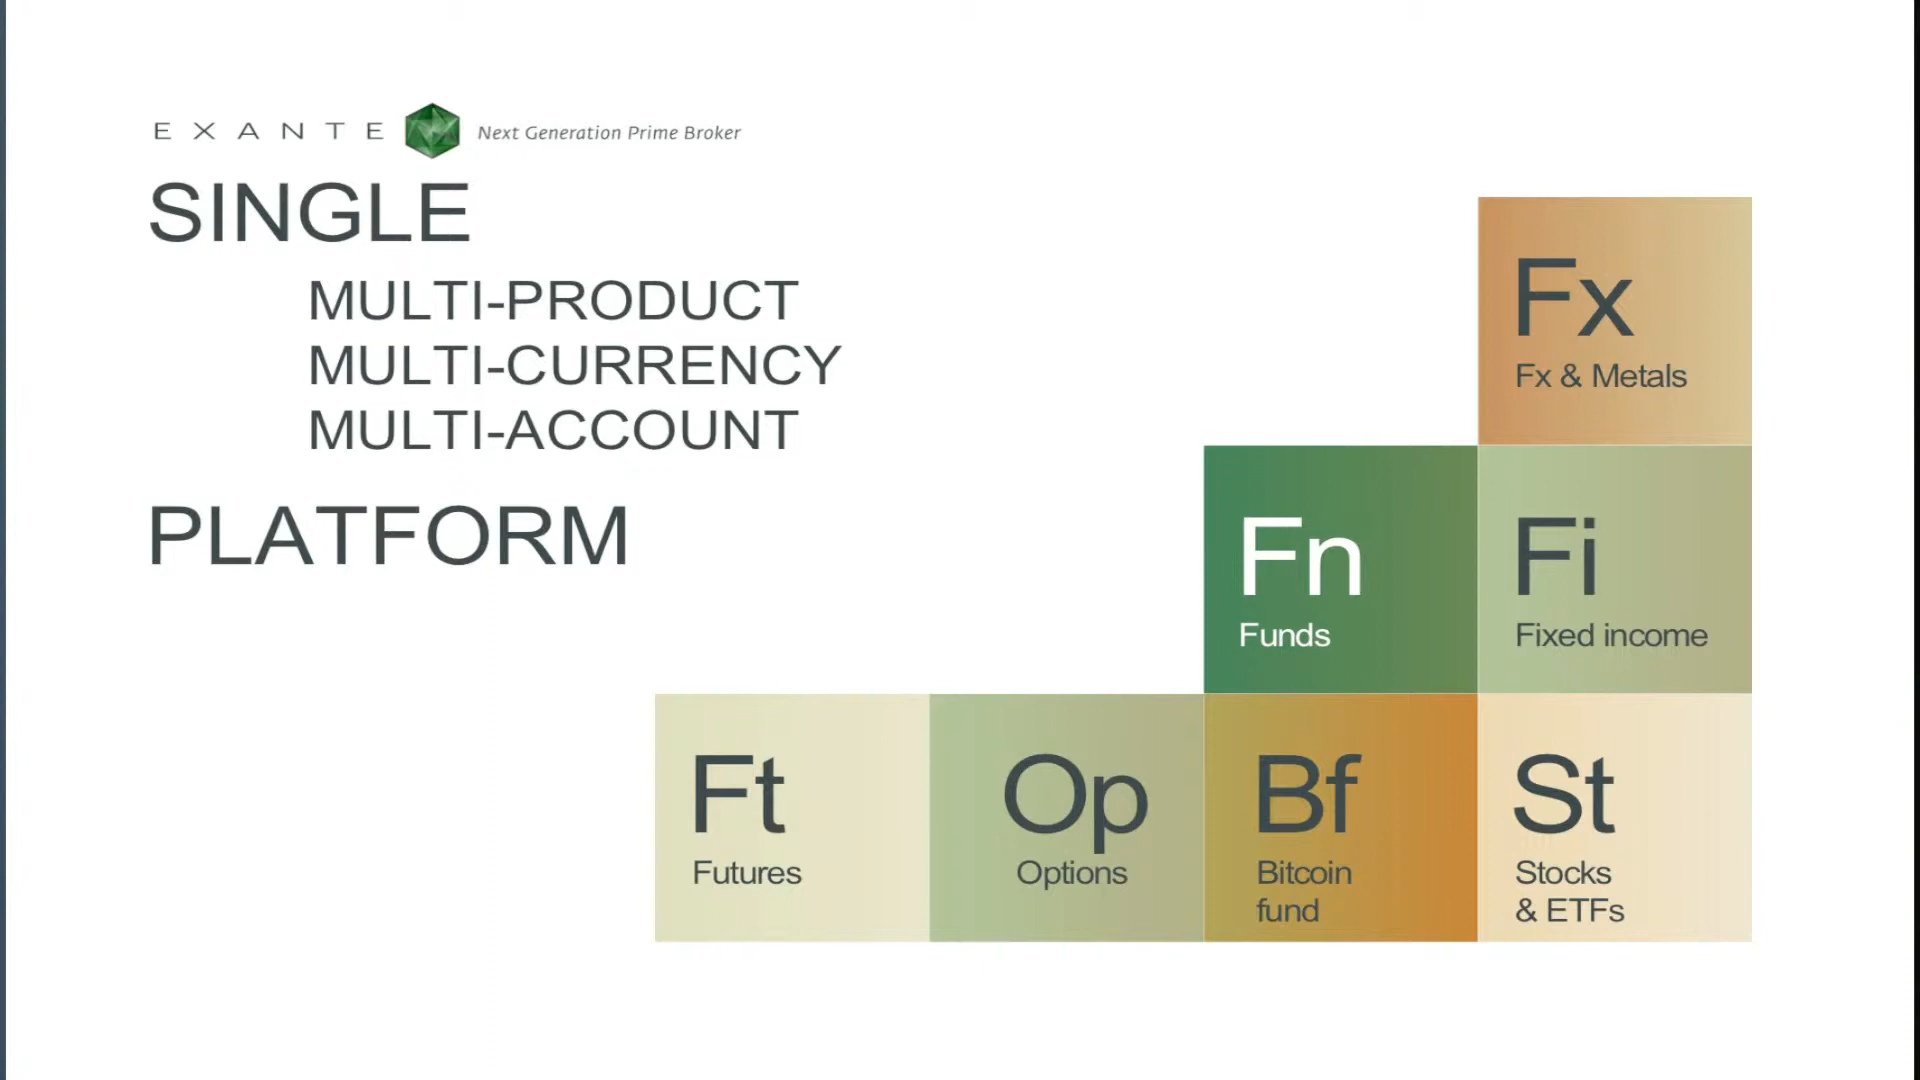 EXANTE Next Generation Prime Broker
SINGLE
MULTI-PRODUCT
MULTI-CURRENCY
MULTI-ACCOUNT
PLATFORM
Fx
Fx & Metals
Fn
Funds
Fi
Fixed income
Ft
Futures
Op
Options
Bf
Bitcoin
fund
St
Stocks
& ETFs